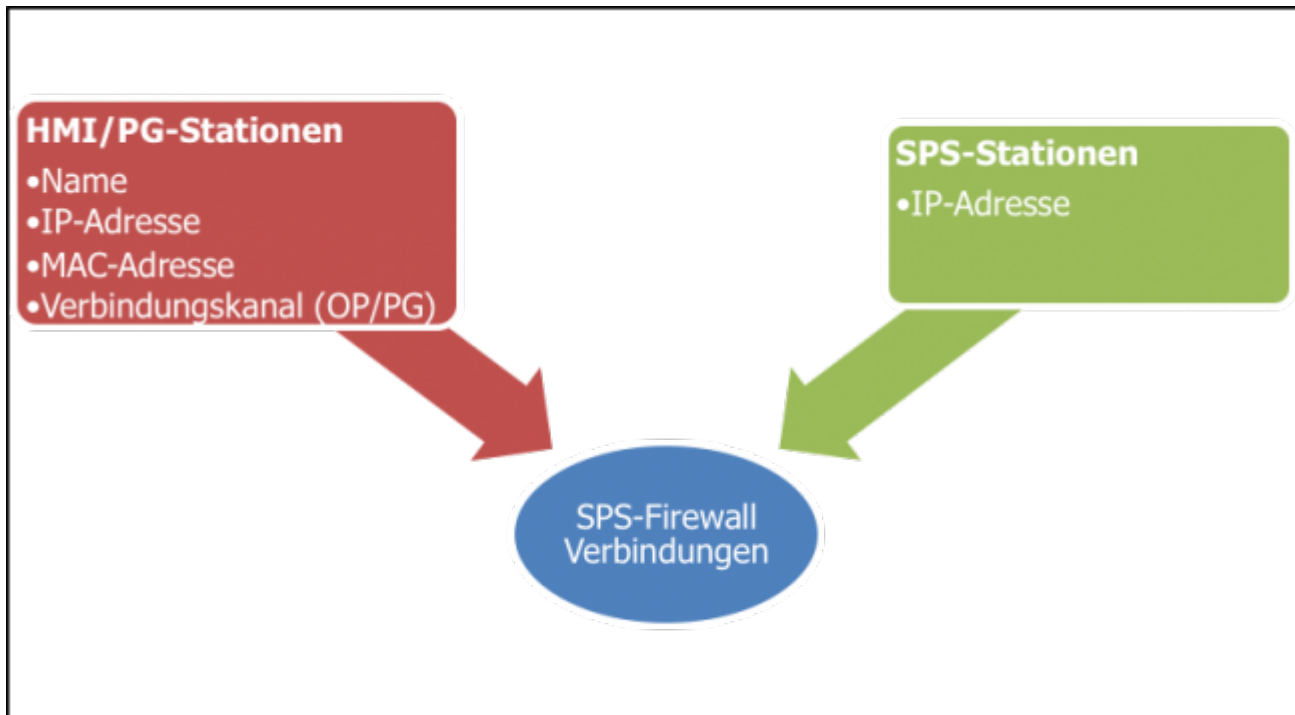 HMI/PG-Stationen
•Name
•IP-Adresse
•MAC-Adresse
•Verbindungskanal (OP/PG)
SPS-Stationen
•IP-Adresse
SPS-Firewall
Verbindungen